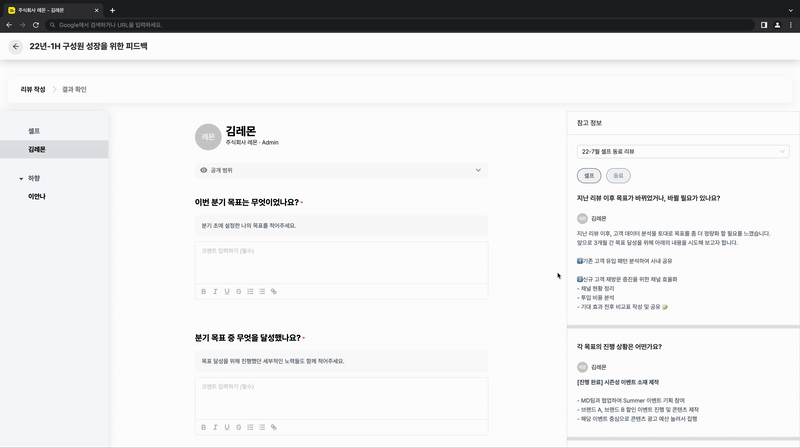 주식회사 레몬 - 김레몬
Google에서 검색하거나 URL을 입력하세요.
22년-1H 구성원 성장을 위한 피드백
리뷰 작성
결과 확인
셀프
김레몬
하향
이안나
레몬
김레몬
주식회사 레몬 · Admin
공개 범위
이번 분기 목표는 무엇이었나요? *
분기 초에 설정한 나의 목표를 적어주세요.
코멘트 입력하기 (필수)
B I U S
분기 목표 중 무엇을 달성했나요? *
목표 달성을 위해 진행했던 세부적인 노력들도 함께 적어주세요.
코멘트 입력하기 (필수)
B I U S
참고 정보
22-7월 셀프 동료 리뷰
셀프
동료
지난 리뷰 이후 목표가 바뀌었거나, 바뀔 필요가 있나요?
김레몬
지난 리뷰 이후, 고객 데이터 분석을 토대로 목표를 좀 더 정량화 할 필요를 느꼈습니다.
앞으로 3개월 간 목표 달성을 위해 아래의 내용을 시도해 보고자 합니다.
1️⃣기존 고객 유입 패턴 분석하여 사내 공유
2️⃣신규 고객 재방문 증진을 위한 채널 효율화
- 채널 현황 정리
- 투입 비용 분석
- 기대 효과 전후 비교표 작성 및 공유
각 목표의 진행 상황은 어떤가요?
김레몬
[진행 완료] 시즌성 이벤트 소재 제작
- MD팀과 협업하여 Summer 이벤트 기획 참여
- 브랜드 A, 브랜드 B 할인 이벤트 진행 및 콘텐츠 제작
- 해당 이벤트 중심으로 콘텐츠 광고 예산 늘려서 집행